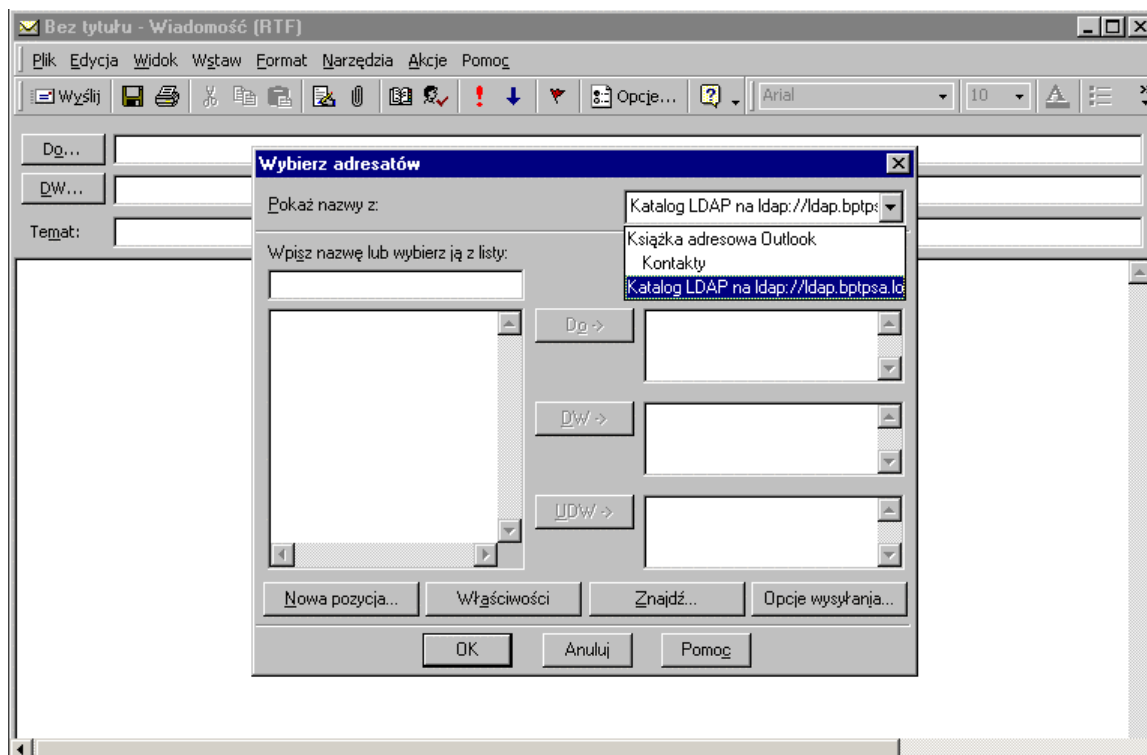 Bez tytułu - Wiadomość (RTF)
Plik Edycja Widok Wstaw Format Narzędzia Akcje Pomoc
Wyślij Opcje... Arial 10 A
Do...
DW...
Temat:
Wybierz adresatów
Pokaż nazwy z:
Katalog LDAP na ldap://ldap.bptps
Książka adresowa Outlook
Kontakty
Katalog LDAP na ldap://ldap.bptpsa.lo
Wpisz nazwę lub wybierz ją z listy:
Do ->
DW ->
UDW ->
Nowa pozycja... Właściwości Znajdź... Opcje wysyłania...
OK Anuluj Pomoc